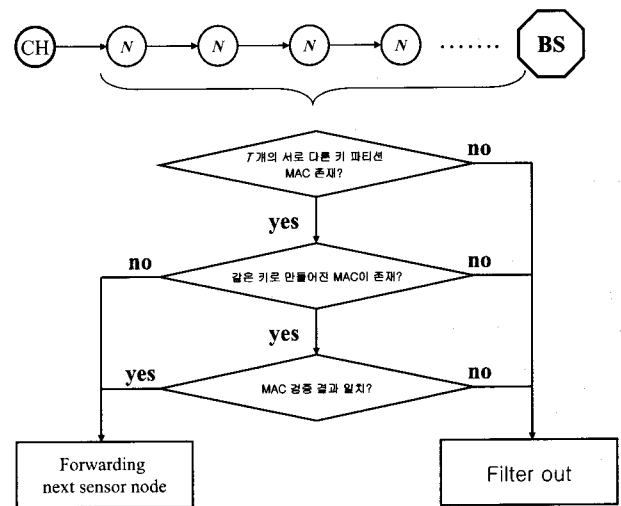 CH N N N N ....... BS
T개의 서로 다른 키 파티션
MAC 존재?
no
yes
no
같은 키로 만들어진 MAC이 존재?
no
yes
yes
MAC 검증 결과 일치?
no
Forwarding
next sensor node
Filter out